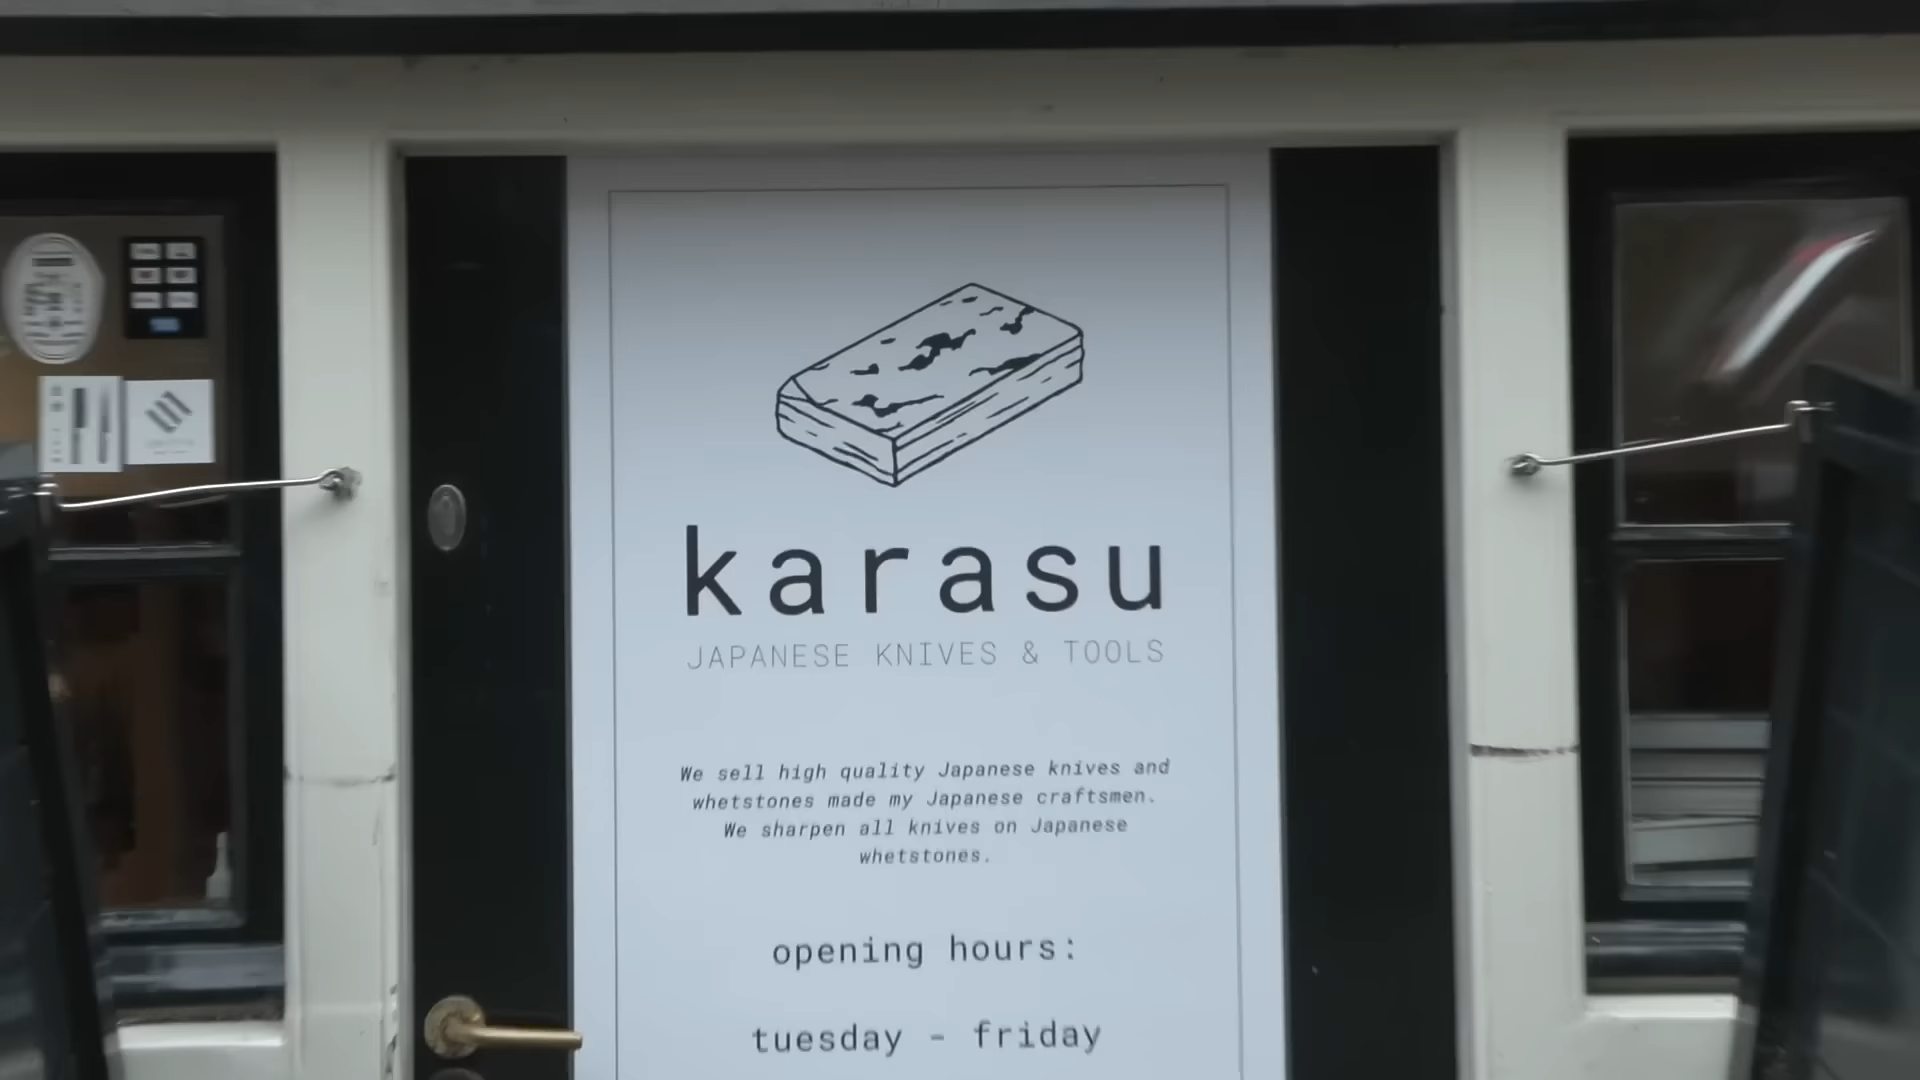 karasu
JAPANESE KNIVES & TOOLS
We sell high quality Japanese knives and
whetstones made my Japanese craftsmen.
We sharpen all knives on Japanese
whetstones.
opening hours:
tuesday - friday